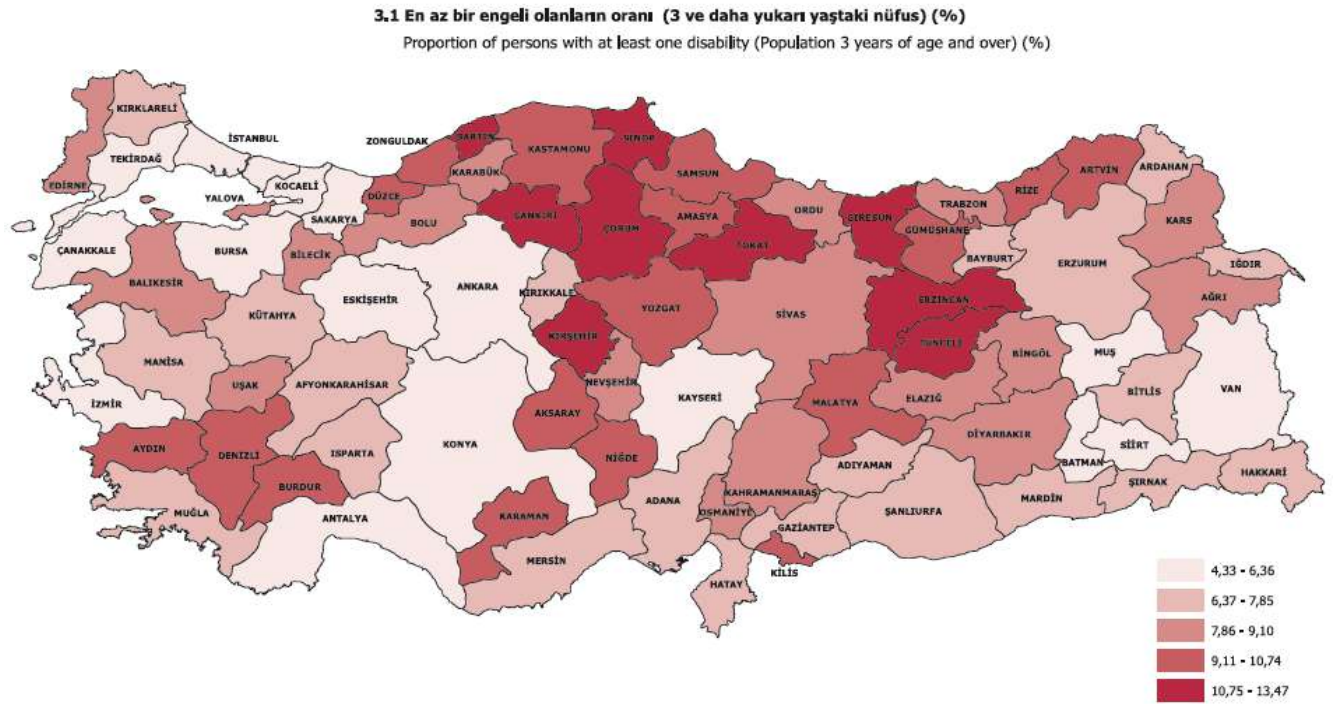 3.1 En az bir engeli olanların oranı (3 ve daha yukarı yaştaki nüfus) (%)
Proportion of persons with at least one disability (Population 3 years of age and over) (%)
KIRKLARELİ
İSTANBUL
ZONGULDAK
BARTIN
KASTAMONU
SİNOP
TEKİRDAĞ
EDİRNE
KOCAELİ
YALOVA
SAKARYA
DÜZCE
KARABÜK
BOLU
ÇANKIRI
ÇORUM
SAMSUN
AMASYA
TOKAT
ORDU
GİRESUN
TRABZON
GÜMÜŞHANE
RİZE
ARTVİN
ARDAHAN
KARS
BAYBURT
ERZURUM
IĞDIR
AĞRI
ÇANAKKALE
BURSA
BİLECİK
BALIKESİR
ESKİŞEHİR
ANKARA
KIRIKKALE
KÜTAHYA
YOZGAT
SİVAS
ERZİNCAN
TUNCELİ
KIRŞEHİR
BİNGÖL
MUŞ
MANİSA
UŞAK
AFYONKARAHİSAR
NEVŞEHİR
KAYSERİ
MALATYA
ELAZIĞ
BİTLİS
VAN
İZMİR
AKSARAY
KONYA
AYDIN
DENİZLİ
ISPARTA
NİĞDE
DİYARBAKIR
SİİRT
BATMAN
ADIYAMAN
BURDUR
ŞIRNAK
HAKKARİ
KAHRAMANMARAŞ
ADANA
MARDİN
MUĞLA
ANTALYA
KARAMAN
OSMANİYE
ŞANLIURFA
GAZİANTEP
MERSİN
KİLİS
HATAY
4,33 - 6,36
6,37 - 7,85
7,86 - 9,10
9,11 - 10,74
10,75 - 13,47